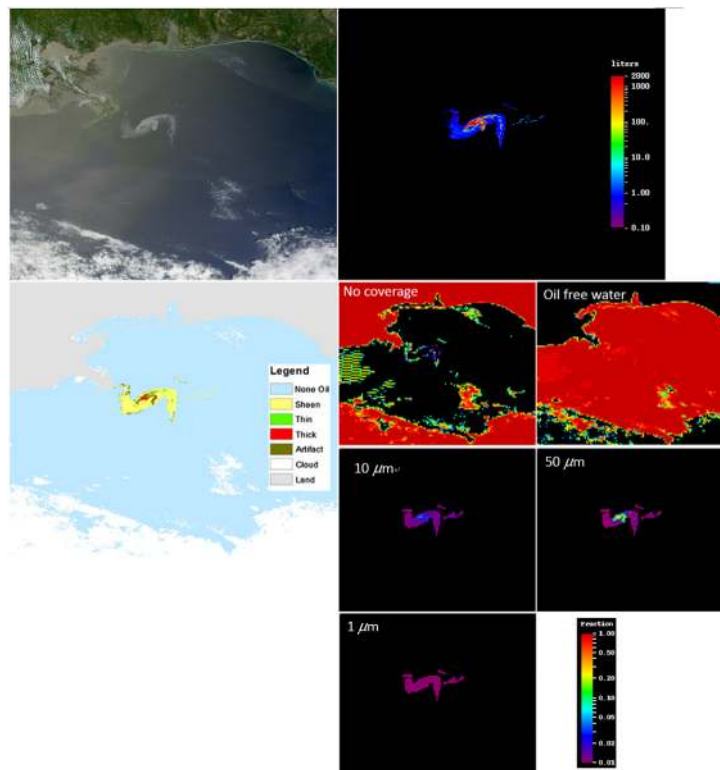 liters
2000
1000
100.
10.0
1.00
0.10
Legend
None Oil
Sheen
Thin
Thick
Artifact
Cloud
Land
No coverage
Oil free water
10 μm
50 μm
1 μm
Fraction
1.00
0.50
0.20
0.10
0.05
0.02
0.01